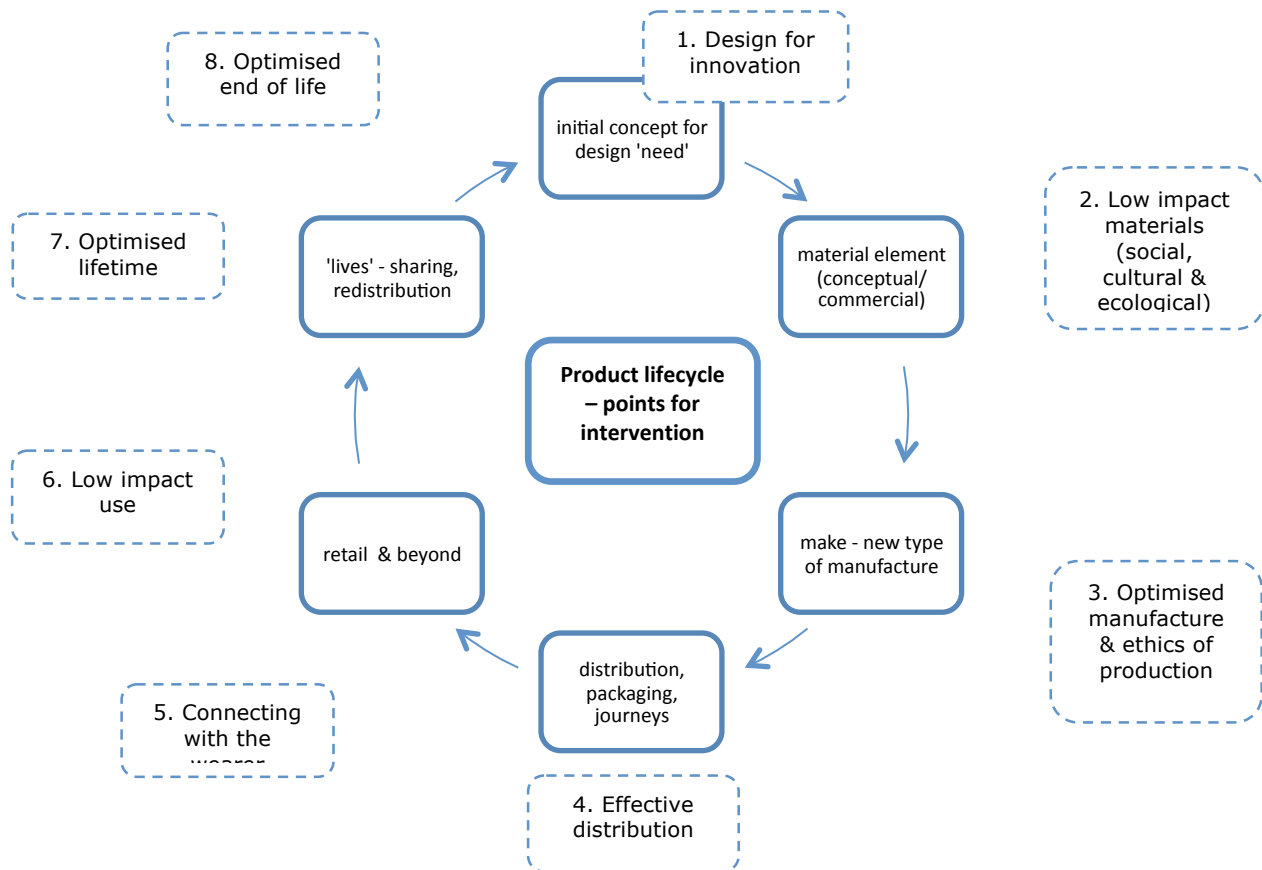 1. Design for
innovation
8. Optimised
end of life
initial concept for
design 'need'
2. Low impact
materials
(social,
cultural &
ecological)
7. Optimised
lifetime
'lives' - sharing,
redistribution
material element
(conceptual/
commercial)
Product lifecycle
– points for
intervention
6. Low impact
use
retail & beyond
make - new type
of manufacture
3. Optimised
manufacture
& ethics of
production
distribution,
packaging,
journeys
5. Connecting
with the
wearer
4. Effective
distribution